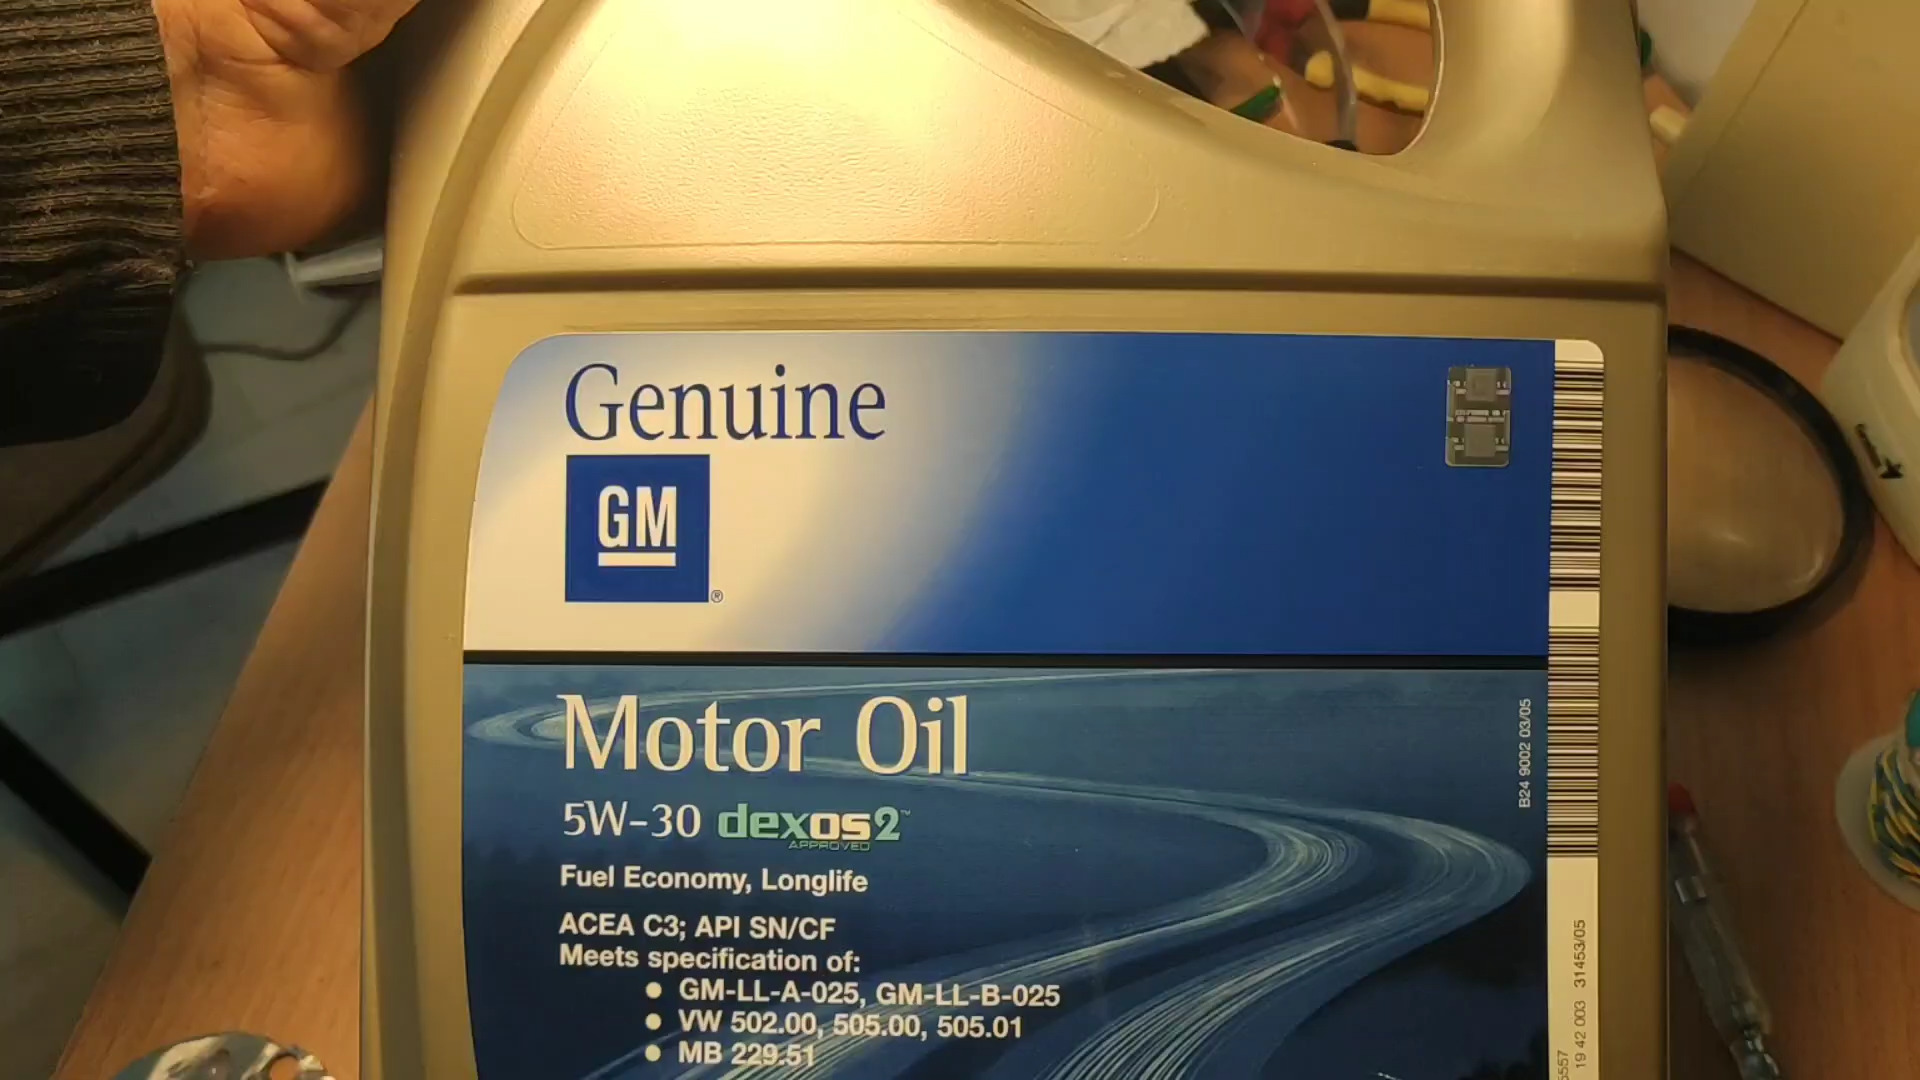 Genuine
GM
®
Motor Oil
5W-30 dexos2™
APPROVED
Fuel Economy, Longlife
ACEA C3; API SN/CF
Meets specification of:
● GM-LL-A-025, GM-LL-B-025
● VW 502.00, 505.00, 505.01
● MB 229.51
B24 9002 03/05
19 42 003 31453/05